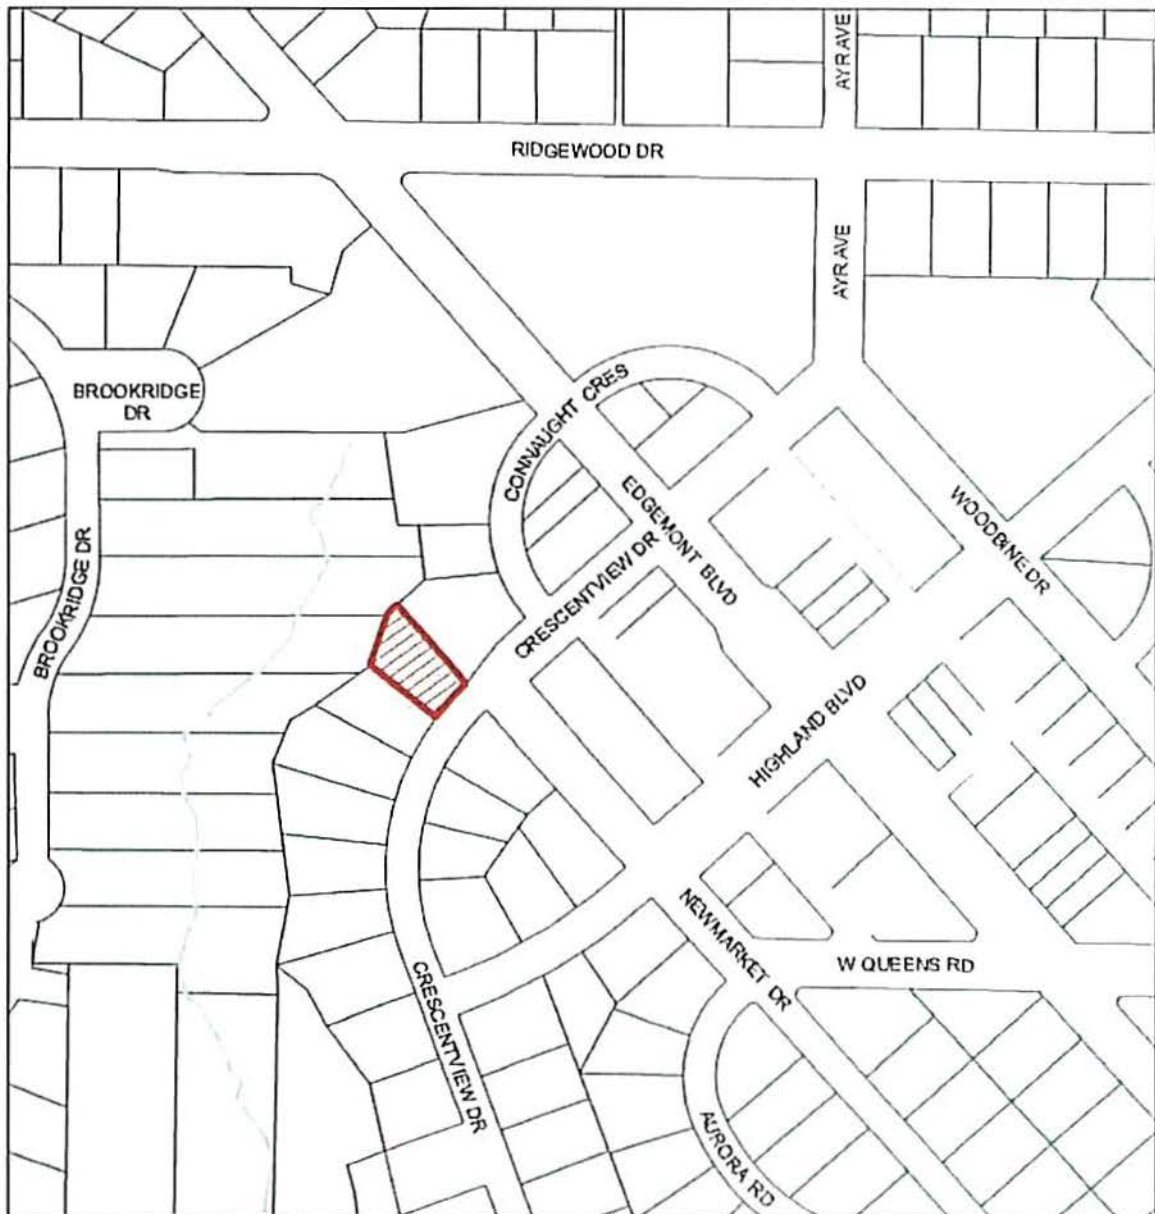 AYR AVE
RIDGEWOOD DR
AYR AVE
CONNAUGHT CRES
BROOKRIDGE
DR
EDGEMONT BLVD
WOODBINE DR
CRESCENTVIEW DR
BROOKRIDGE DR
HIGHLAND BLVD
NEWMARKET DR
W QUEENS RD
CRESCENTVIEW DR
AURORA RD